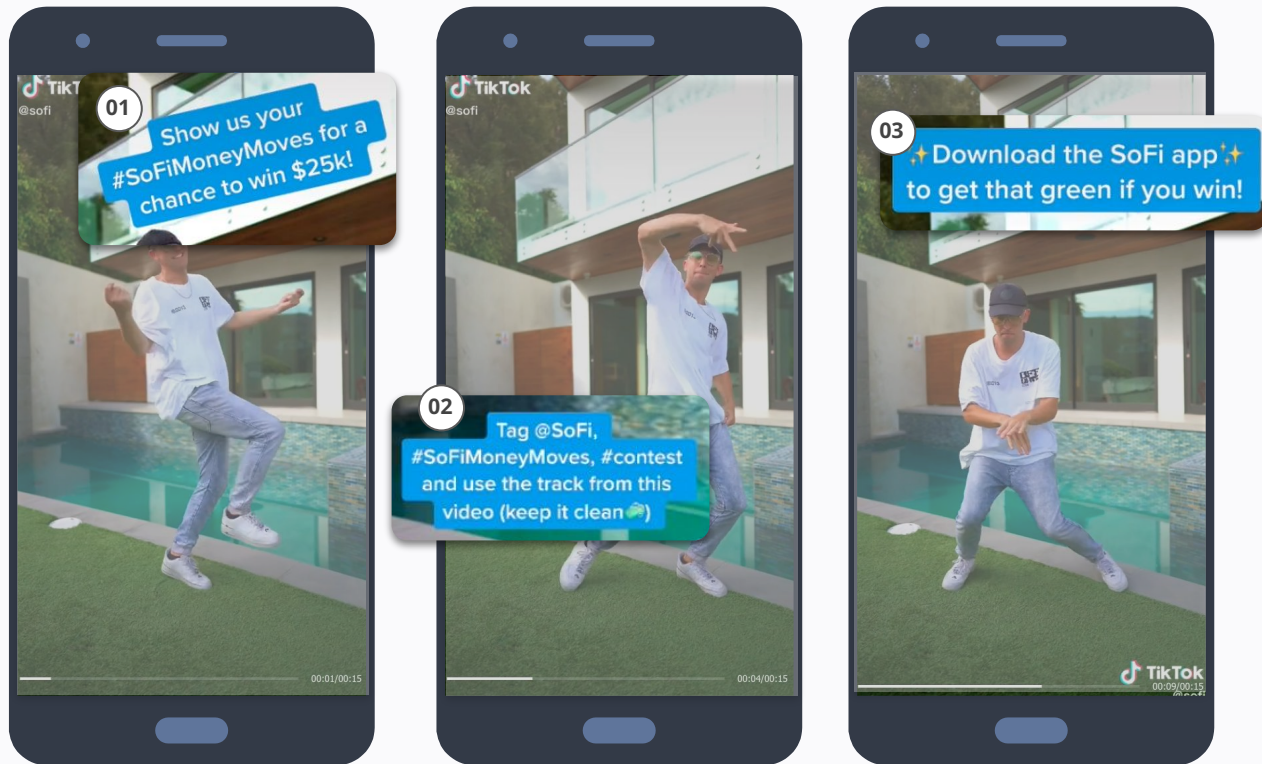 TikT
@sofi
01
Show us your
#SoFiMoneyMoves for a
chance to win $25k!
00:01/00:15
TikTok
@sofi
02
Tag @SoFi,
#SoFiMoneyMoves, #contest
and use the track from this
video (keep it clean🧼)
00:04/00:15
03
✨Download the SoFi app✨
to get that green if you win!
TikTok
00:09/00:15
@sofi